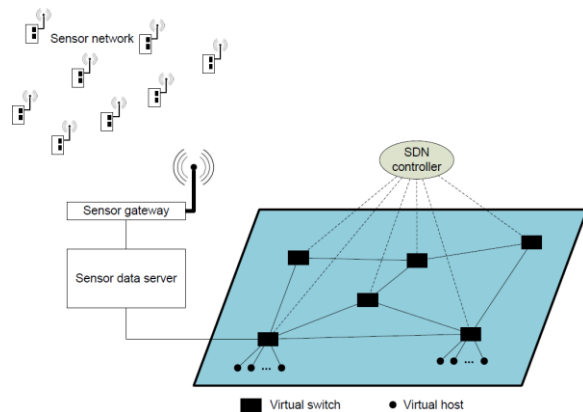 Sensor network
SDN
controller
Sensor gateway
Sensor data server
...
...
Virtual switch
Virtual host